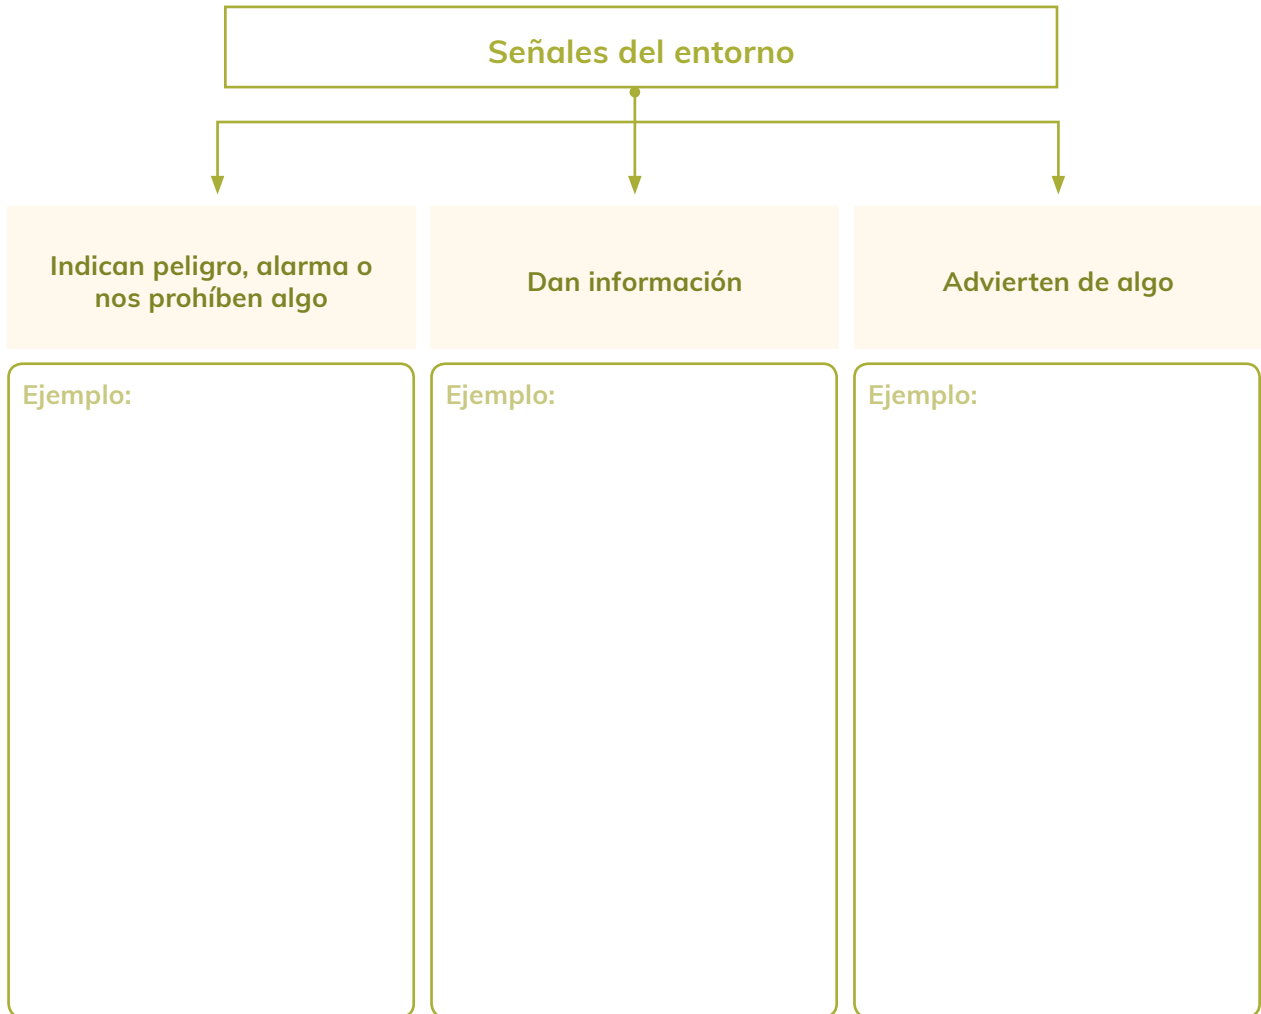 Señales del entorno
Indican peligro, alarma o
nos prohíben algo
Dan información
Advierten de algo
Ejemplo:
Ejemplo:
Ejemplo: